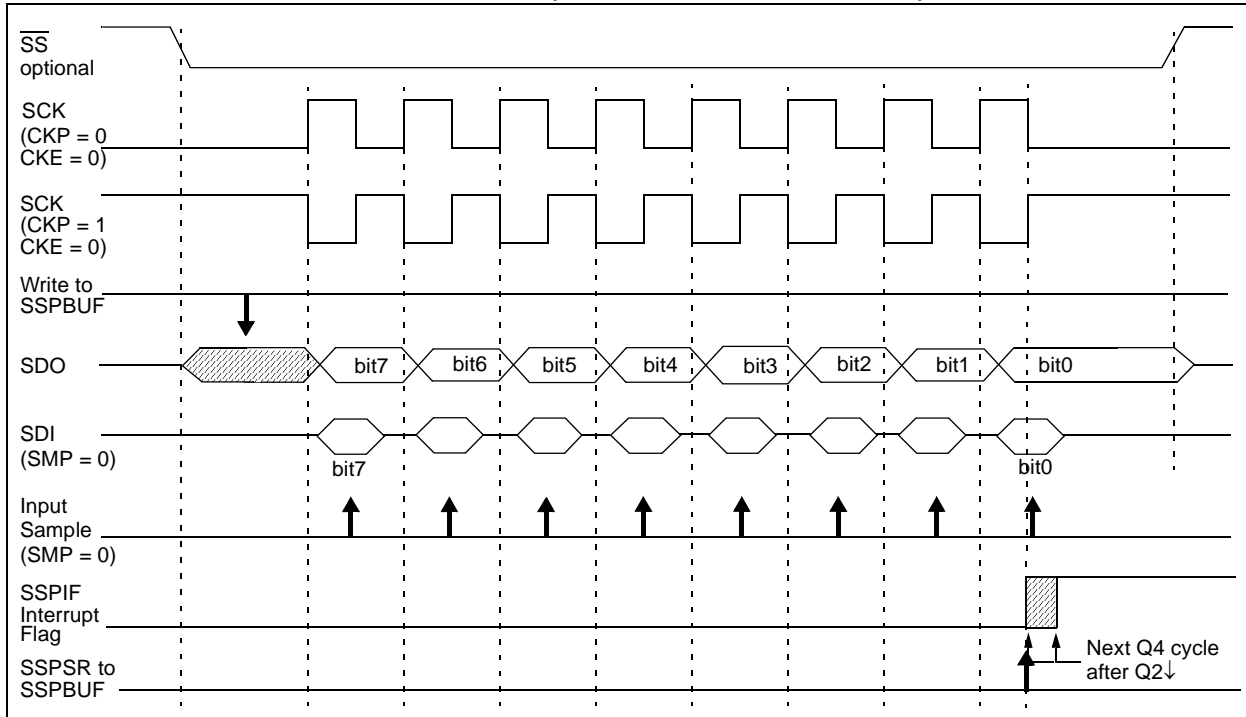 SS
optional
SCK
(CKP = 0
CKE = 0)
SCK
(CKP = 1
CKE = 0)
Write to
SSPBUF
SDO
bit7 bit6 bit5 bit4 bit3 bit2 bit1 bit0
SDI
(SMP = 0)
bit7 bit0
Input
Sample
(SMP = 0)
SSPIF
Interrupt
Flag
Next Q4 cycle
after Q2↓
SSPSR to
SSPBUF